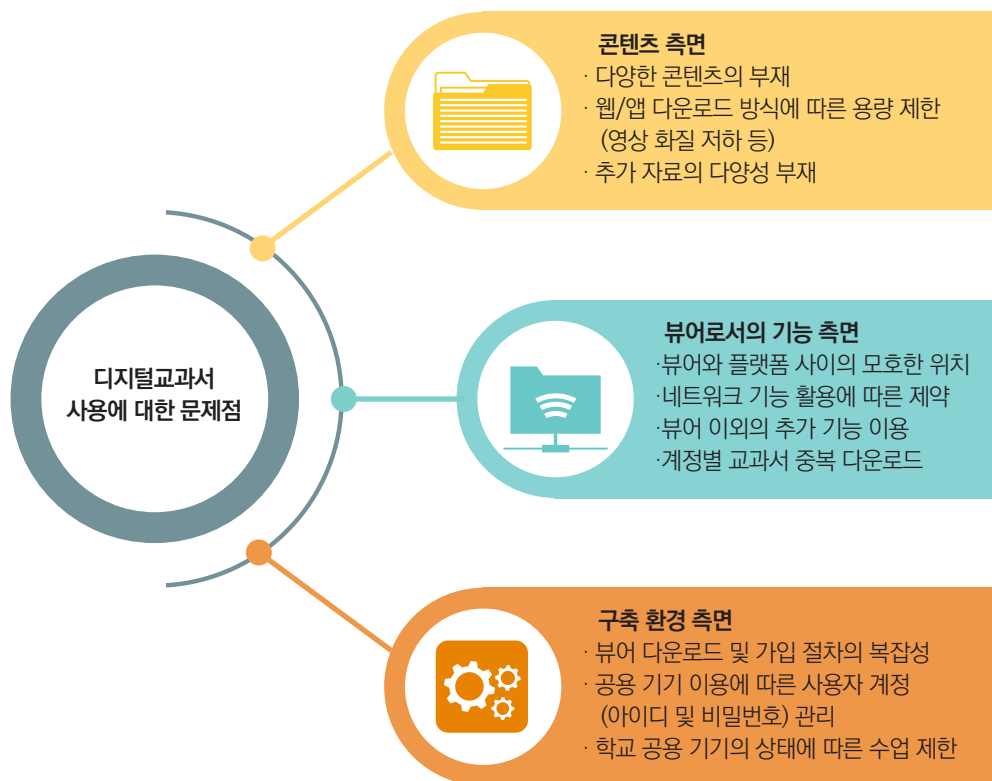 콘텐츠 측면
· 다양한 콘텐츠의 부재
· 웹/앱 다운로드 방식에 따른 용량 제한
(영상 화질 저하 등)
· 추가 자료의 다양성 부재
디지털교과서
사용에 대한 문제점
뷰어로서의 기능 측면
·뷰어와 플랫폼 사이의 모호한 위치
·네트워크 기능 활용에 따른 제약
·뷰어 이외의 추가 기능 이용
·계정별 교과서 중복 다운로드
구축 환경 측면
· 뷰어 다운로드 및 가입 절차의 복잡성
· 공용 기기 이용에 따른 사용자 계정
(아이디 및 비밀번호) 관리
· 학교 공용 기기의 상태에 따른 수업 제한